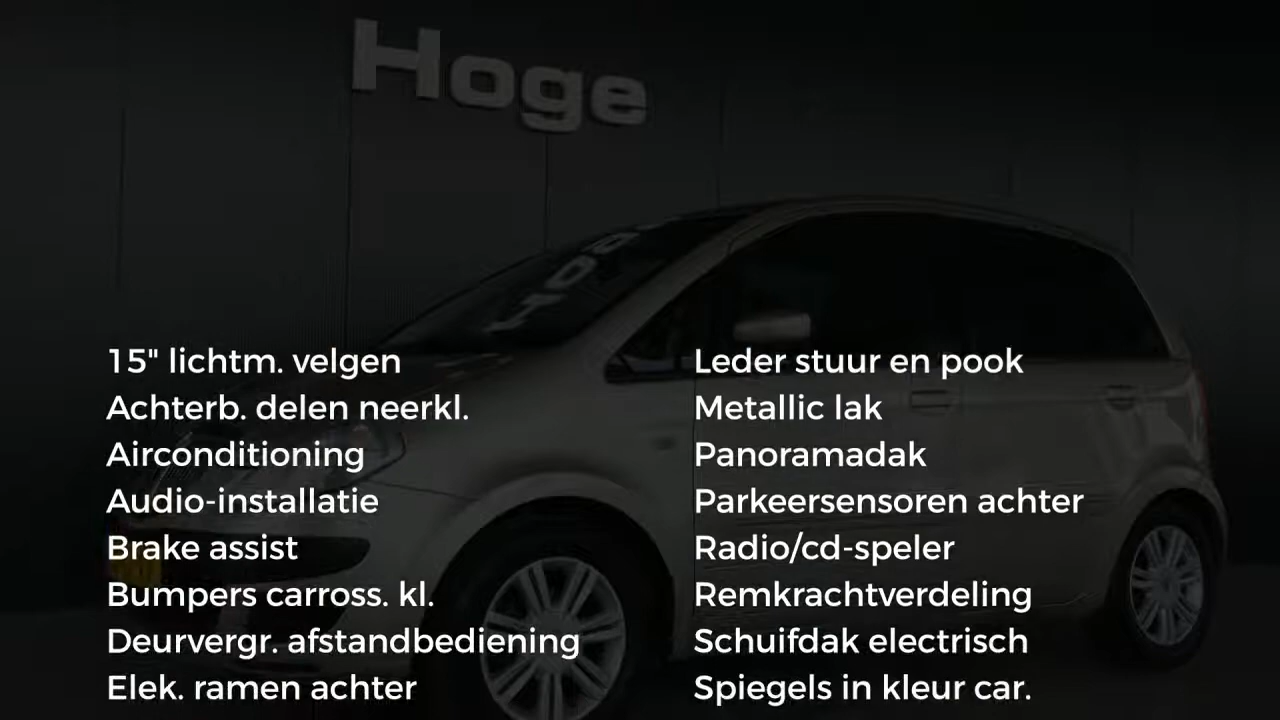 Hoge
15" lichtm. velgen
Achterb. delen neerkl.
Airconditioning
Audio-installatie
Brake assist
Bumpers carross. kl.
Deurvergr. afstandbediening
Elek. ramen achter
Leder stuur en pook
Metallic lak
Panoramadak
Parkeersensoren achter
Radio/cd-speler
Remkrachtverdeling
Schuifdak electrisch
Spiegels in kleur car.